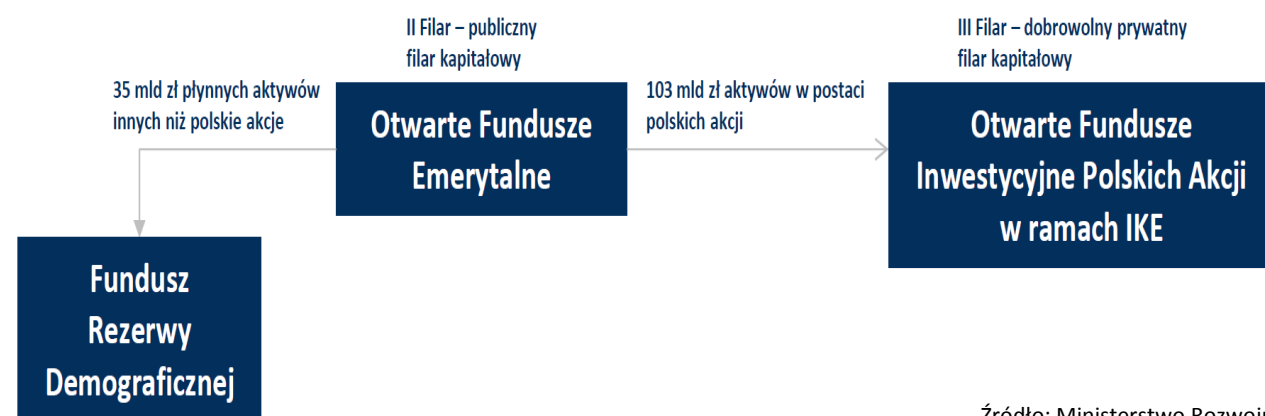 II Filar – publiczny
filar kapitałowy
III Filar – dobrowolny prywatny
filar kapitałowy
35 mld zł płynnych aktywów
innych niż polskie akcje
Otwarte Fundusze
Emerytalne
103 mld zł aktywów w postaci
polskich akcji
Otwarte Fundusze
Inwestycyjne Polskich Akcji
w ramach IKE
Fundusz
Rezerwy
Demograficznej
Źródło: Ministerstwo